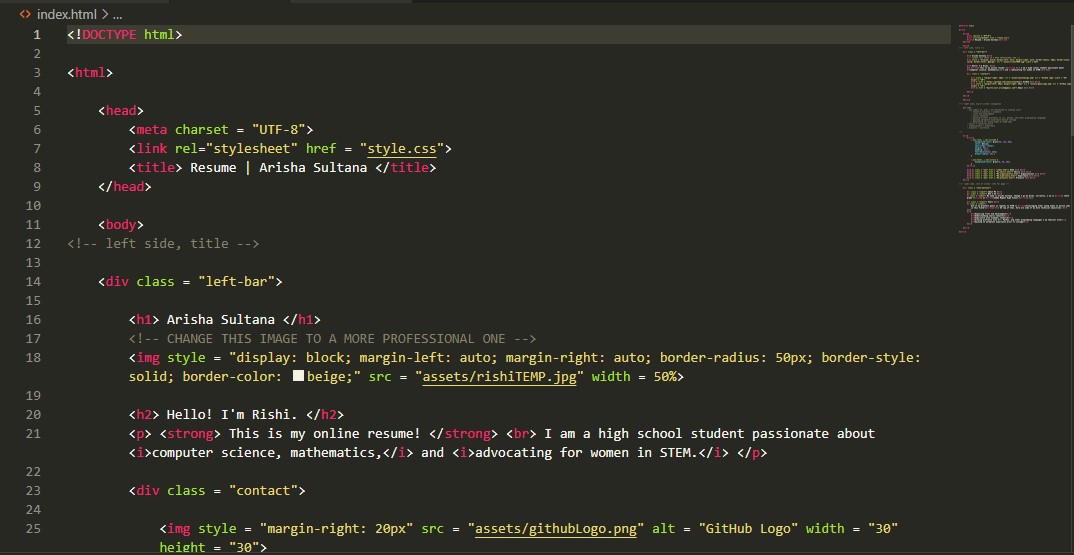 index.html > ...
1 <!DOCTYPE html>
2
3 <html>
4
5 <head>
6 <meta charset = "UTF-8">
7 <link rel="stylesheet" href = "style.css">
8 <title> Resume | Arisha Sultana </title>
9 </head>
10
11 <body>
12 <!-- left side, title -->
13
14 <div class = "left-bar">
15
16 <h1> Arisha Sultana </h1>
17 <!-- CHANGE THIS IMAGE TO A MORE PROFESSIONAL ONE -->
18 <img style = "display: block; margin-left: auto; margin-right: auto; border-radius: 50px; border-style:
solid; border-color: beige;" src = "assets/rishiTEMP.jpg" width = 50%>
19
20 <h2> Hello! I'm Rishi. </h2>
21 <p> <strong> This is my online resume! </strong> <br> I am a high school student passionate about
<i>computer science, mathematics,</i> and <i>advocating for women in STEM.</i> </p>
22
23 <div class = "contact">
24
25 <img style = "margin-right: 20px" src = "assets/githubLogo.png" alt = "GitHub Logo" width = "30"
height = "30">